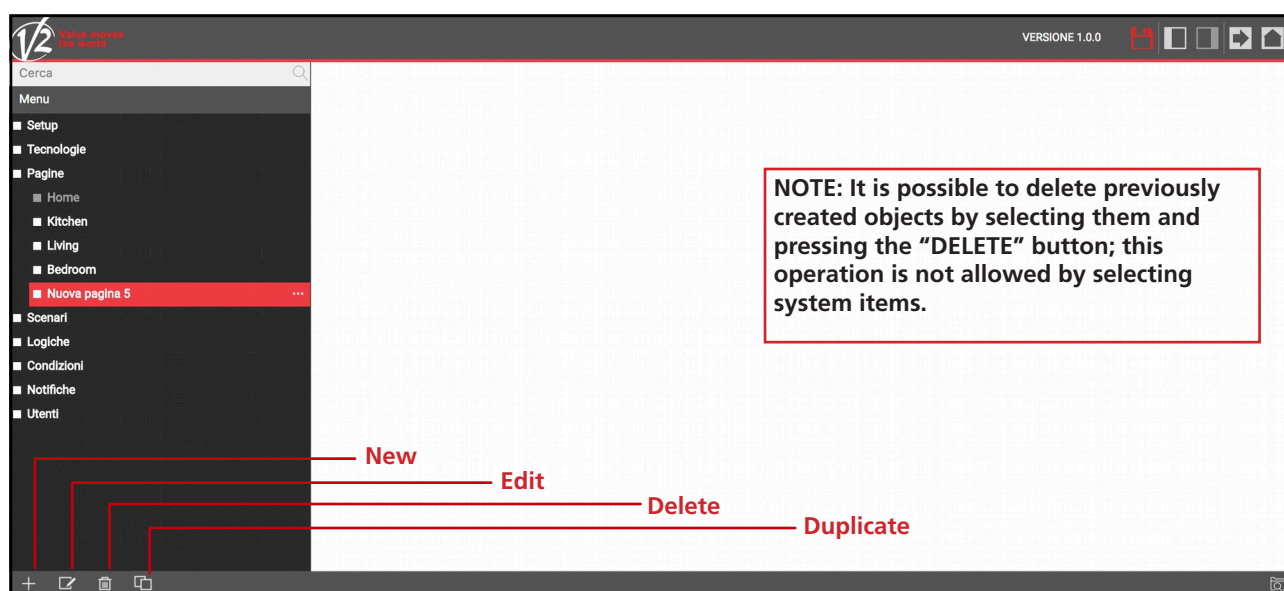 V2
Value moves
the world
VERSIONE 1.0.0
Cerca
Menu
Setup
Tecnologie
Pagine
Home
Kitchen
Living
Bedroom
Nuova pagina 5
Scenari
Logiche
Condizioni
Notifiche
Utenti
NOTE: It is possible to delete previously
created objects by selecting them and
pressing the “DELETE” button; this
operation is not allowed by selecting
system items.
New
Edit
Delete
Duplicate